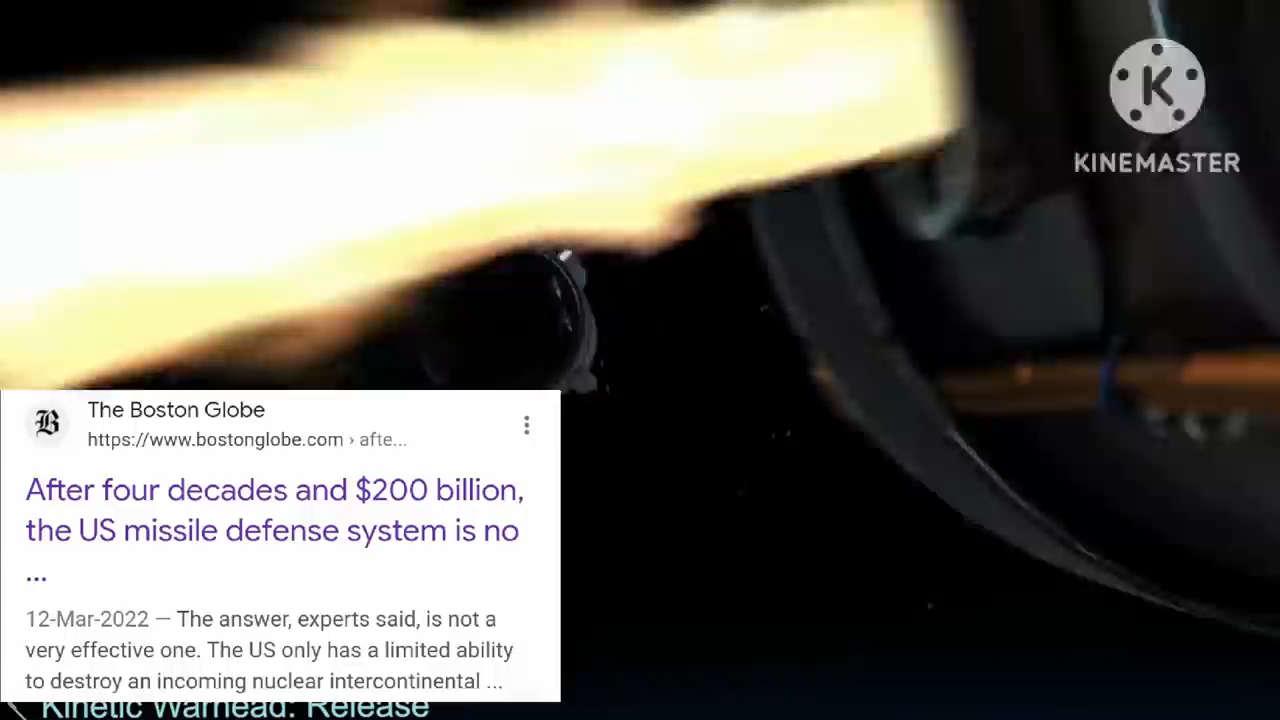 K
KINEMASTER
B
The Boston Globe
https://www.bostonglobe.com › afte...
After four decades and $200 billion,
the US missile defense system is no
...
12-Mar-2022 — The answer, experts said, is not a
very effective one. The US only has a limited ability
to destroy an incoming nuclear intercontinental ...
Kinetic Warhead: Release